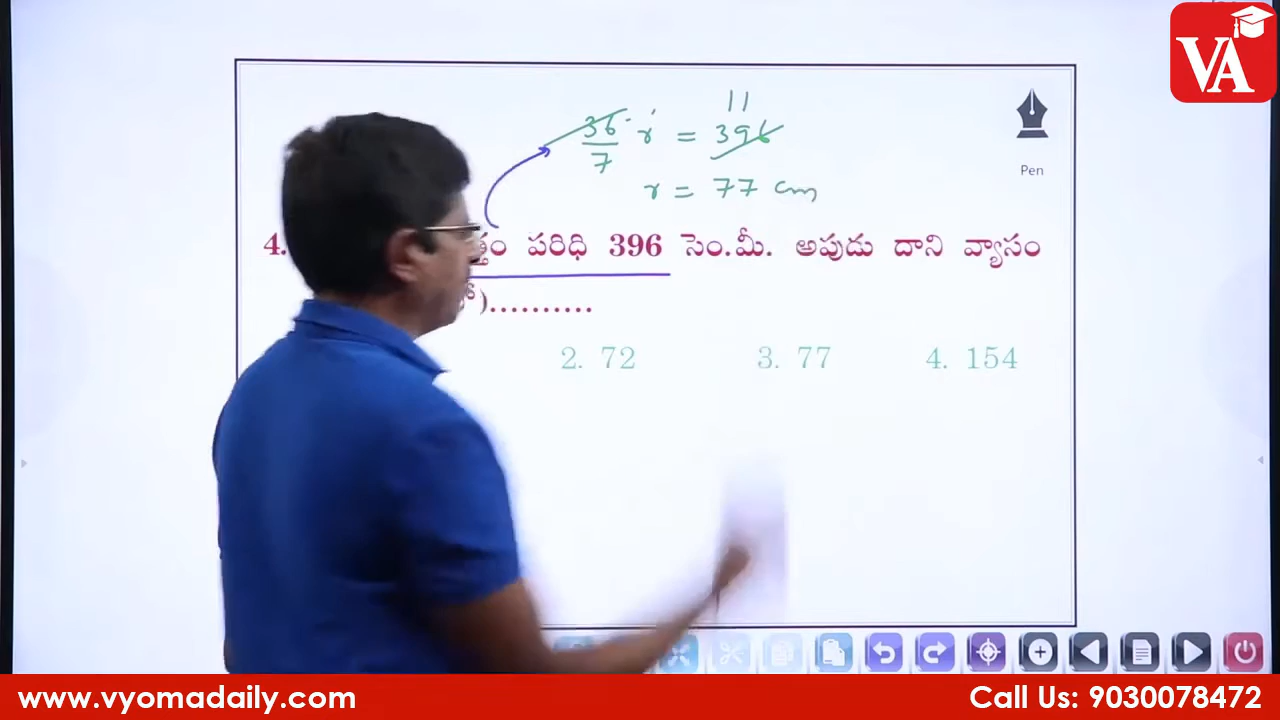 VA
11
36/7 r = 396
r = 77 cm
Pen
4. పరిధి 396 సెం.మీ. అపుడు దాని వ్యాసం
)..........
2. 72 3. 77 4. 154
www.vyomadaily.com Call Us: 9030078472